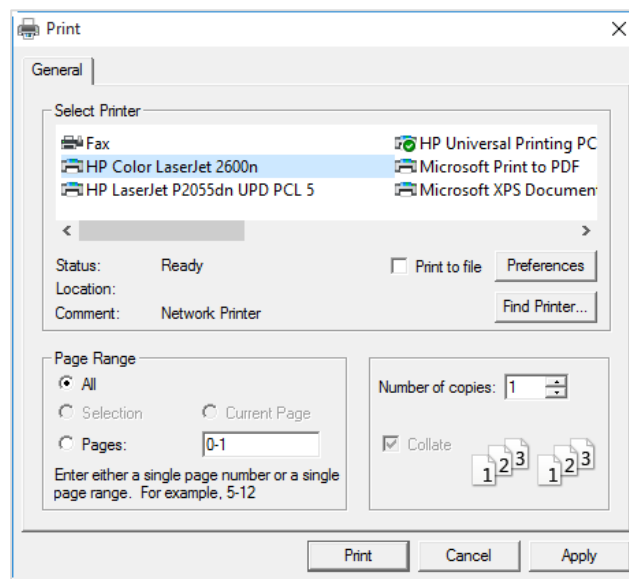 Print
General
Select Printer
Fax
HP Color LaserJet 2600n
HP LaserJet P2055dn UPD PCL 5
HP Universal Printing PC
Microsoft Print to PDF
Microsoft XPS Documen
Status: Ready
Location:
Comment: Network Printer
Print to file
Preferences
Find Printer...
Page Range
All
Selection
Current Page
Pages: 0-1
Enter either a single page number or a single
page range. For example, 5-12
Number of copies: 1
Collate
1 2 3 1 2 3
Print Cancel Apply